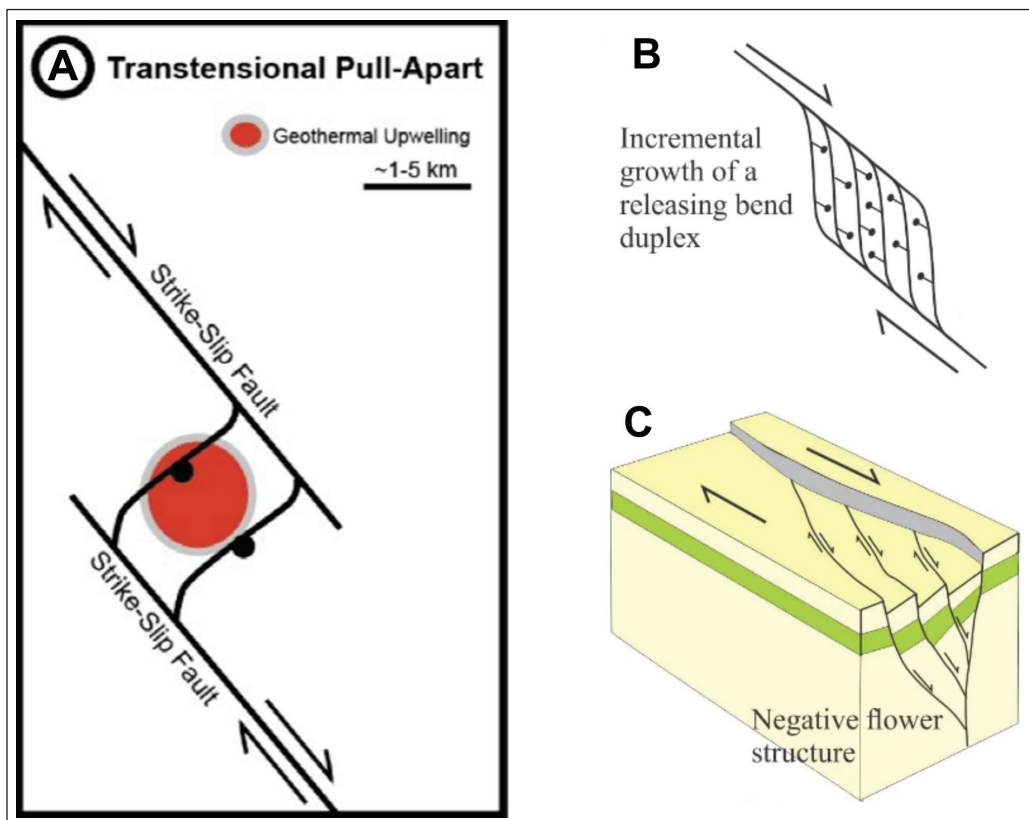 A Transtensional Pull-Apart
Geothermal Upwelling
~1-5 km
Strike-Slip Fault
Strike-Slip Fault
B
Incremental
growth of a
releasing bend
duplex
C
Negative flower
structure